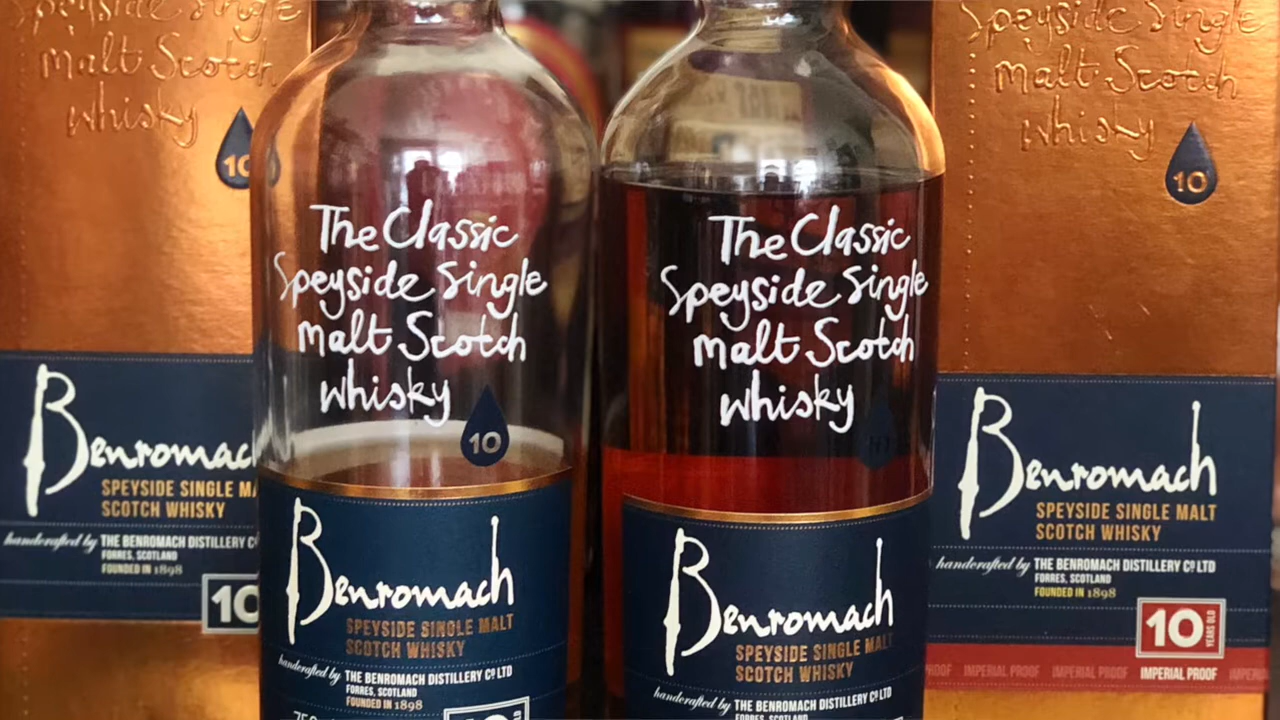 Speyside Single
Malt Scotch
Whisky
10
Benromach
SPEYSIDE SINGLE
SCOTCH WHISKY
handcrafted by THE BENROMACH DISTILLERY
FORRES, SCOTLAND
FOUNDED IN 1898
10
The Classic
Speyside Single
Malt Scotch
Whisky
10
Benromach
SPEYSIDE SINGLE MALT
SCOTCH WHISKY
handcrafted by THE BENROMACH DISTILLERY Cº LTD
FORRES, SCOTLAND
FOUNDED IN 1898
The Classic
Speyside Single
Malt Scotch
Whisky
10
Benromach
SPEYSIDE SINGLE MALT
SCOTCH WHISKY
handcrafted by THE BENROMACH DISTILLERY Cº LTD
FORRES, SCOTLAND
Speyside Single
Malt Scotch
Whisky
10
Benromach
SPEYSIDE SINGLE MALT
SCOTCH WHISKY
handcrafted by THE BENROMACH DISTILLERY Cº LTD
FORRES, SCOTLAND
FOUNDED IN 1898
10 YEARS OLD
PROOF IMPERIAL PROOF IMPERIAL PROOF IMPERIAL PROOF